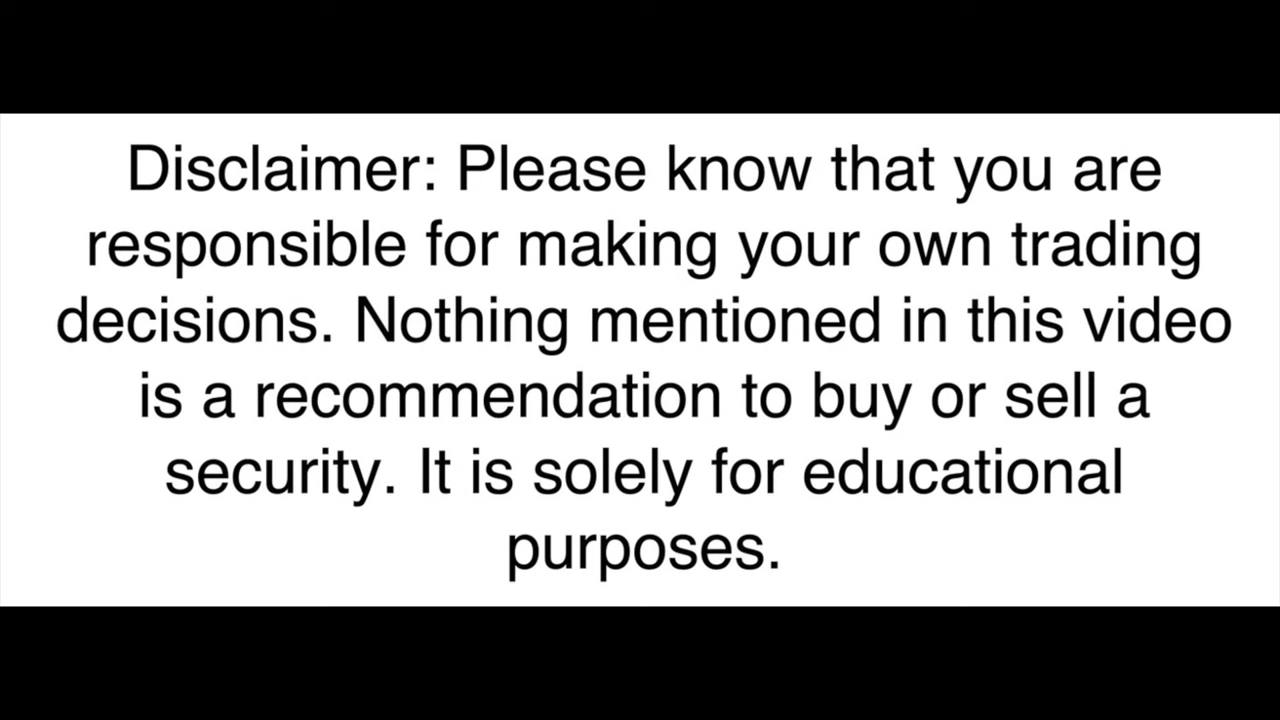 Disclaimer: Please know that you are
responsible for making your own trading
decisions. Nothing mentioned in this video
is a recommendation to buy or sell a
security. It is solely for educational
purposes.